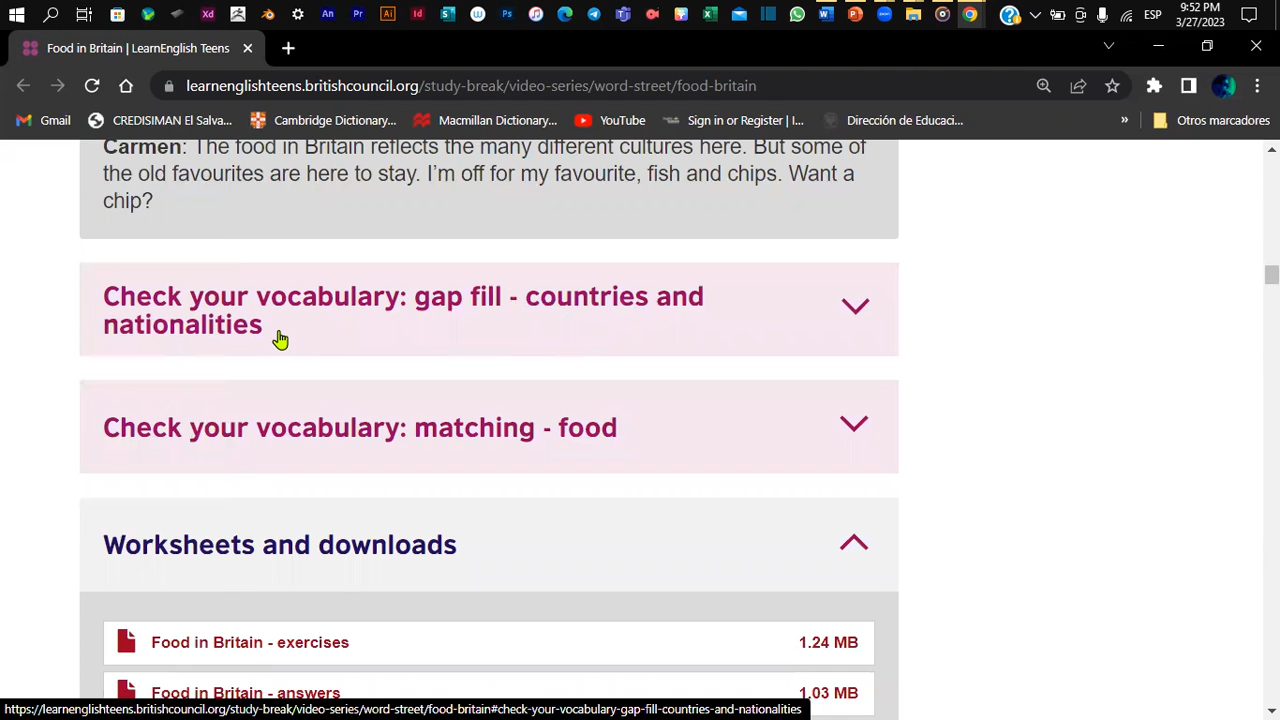 9:52 PM
ESP
3/27/2023
Food in Britain | LearnEnglish Teens
learnenglishteens.britishcouncil.org/study-break/video-series/word-street/food-britain
Gmail CREDISIMAN El Salva... Cambridge Dictionary... Macmillan Dictionary... YouTube Sign in or Register | I... Dirección de Educaci... » Otros marcadores
Carmen: The food in Britain reflects the many different cultures here. But some of
the old favourites are here to stay. I'm off for my favourite, fish and chips. Want a
chip?
Check your vocabulary: gap fill - countries and
nationalities
Check your vocabulary: matching - food
Worksheets and downloads
Food in Britain - exercises 1.24 MB
Food in Britain - answers 1.03 MB
https://learnenglishteens.britishcouncil.org/study-break/video-series/word-street/food-britain#check-your-vocabulary-gap-fill-countries-and-nationalities